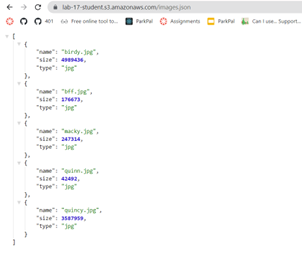 lab-17-student.s3.amazonaws.com/images.json
401
Free online tool to...
ParkPal
Assignments
ParkPal
Can I use... Support...
[
{
"name": "birdy.jpg",
"size": 4989436,
"type": "jpg"
},
{
"name": "bff.jpg",
"size": 176673,
"type": "jpg"
},
{
"name": "macky.jpg",
"size": 247314,
"type": "jpg"
},
{
"name": "quinn.jpg",
"size": 42492,
"type": "jpg"
},
{
"name": "quincy.jpg",
"size": 3587959,
"type": "jpg"
}
]